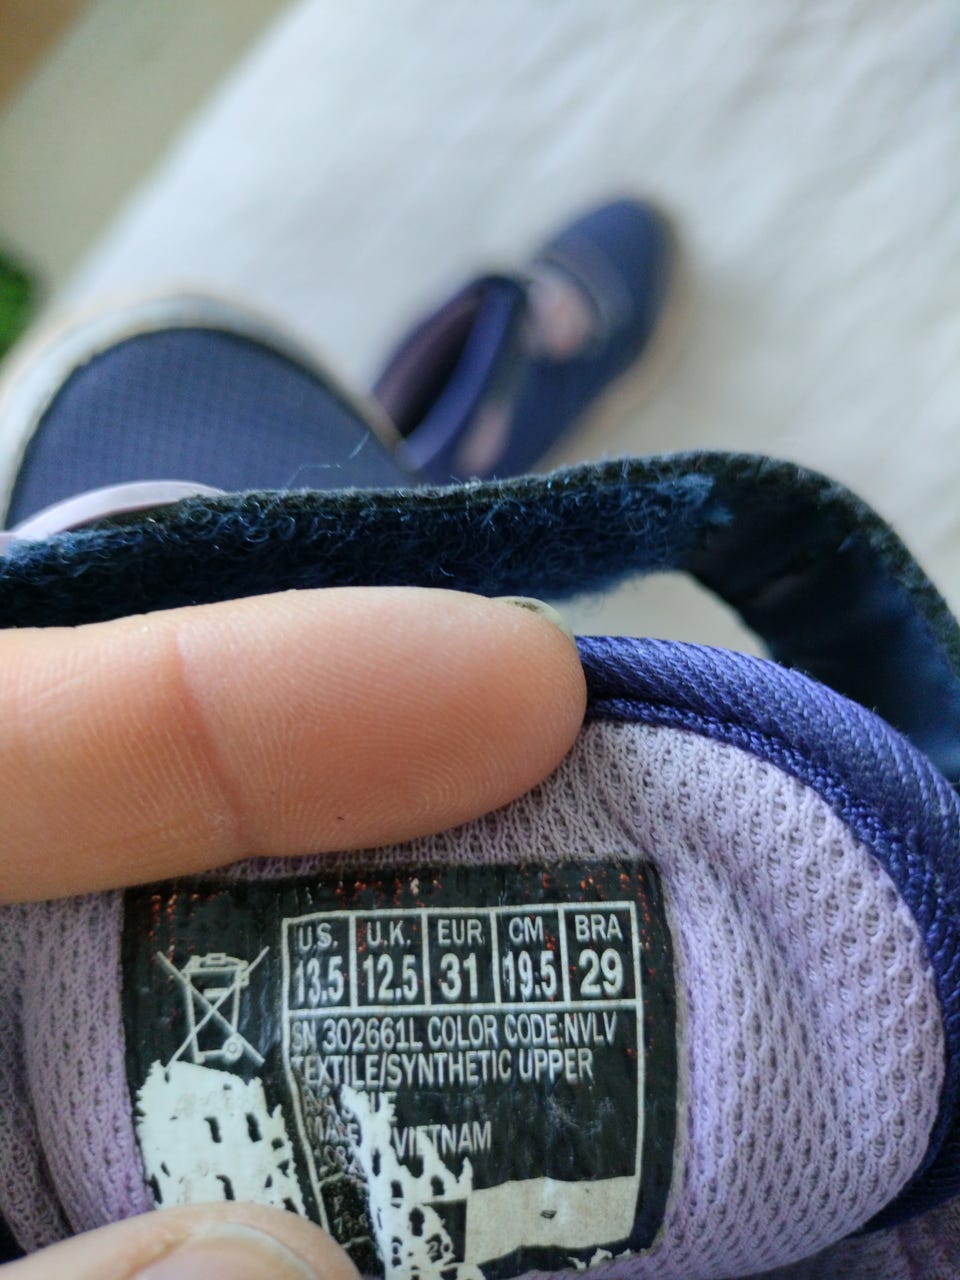 U.S. U.K. EUR CM BRA
13.5 12.5 31 19.5 29
SN 302661L COLOR CODE:NVLV
TEXTILE/SYNTHETIC UPPER
VIETNAM